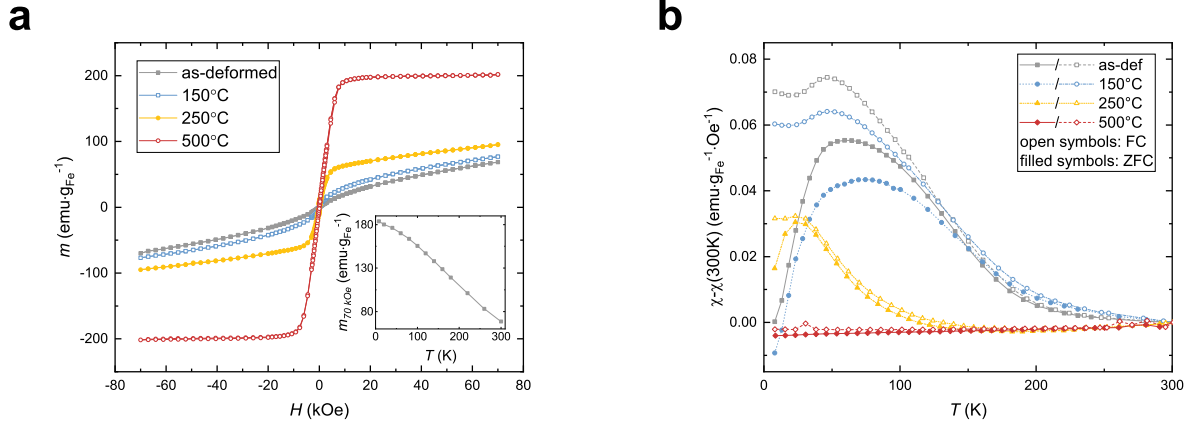 a
m (emu·gFe⁻¹)
200
100
0
-100
-200
-80 -60 -40 -20 0 20 40 60 80
H (kOe)
as-deformed
150°C
250°C
500°C
m70 kOe (emu·gFe⁻¹)
180
130
80
0 100 200 300
T (K)
b
χ-χ(300K) (emu·gFe⁻¹·Oe⁻¹)
0.08
0.06
0.04
0.02
0.00
0 100 200 300
T (K)
/ as-def
/ 150°C
/ 250°C
/ 500°C
open symbols: FC
filled symbols: ZFC